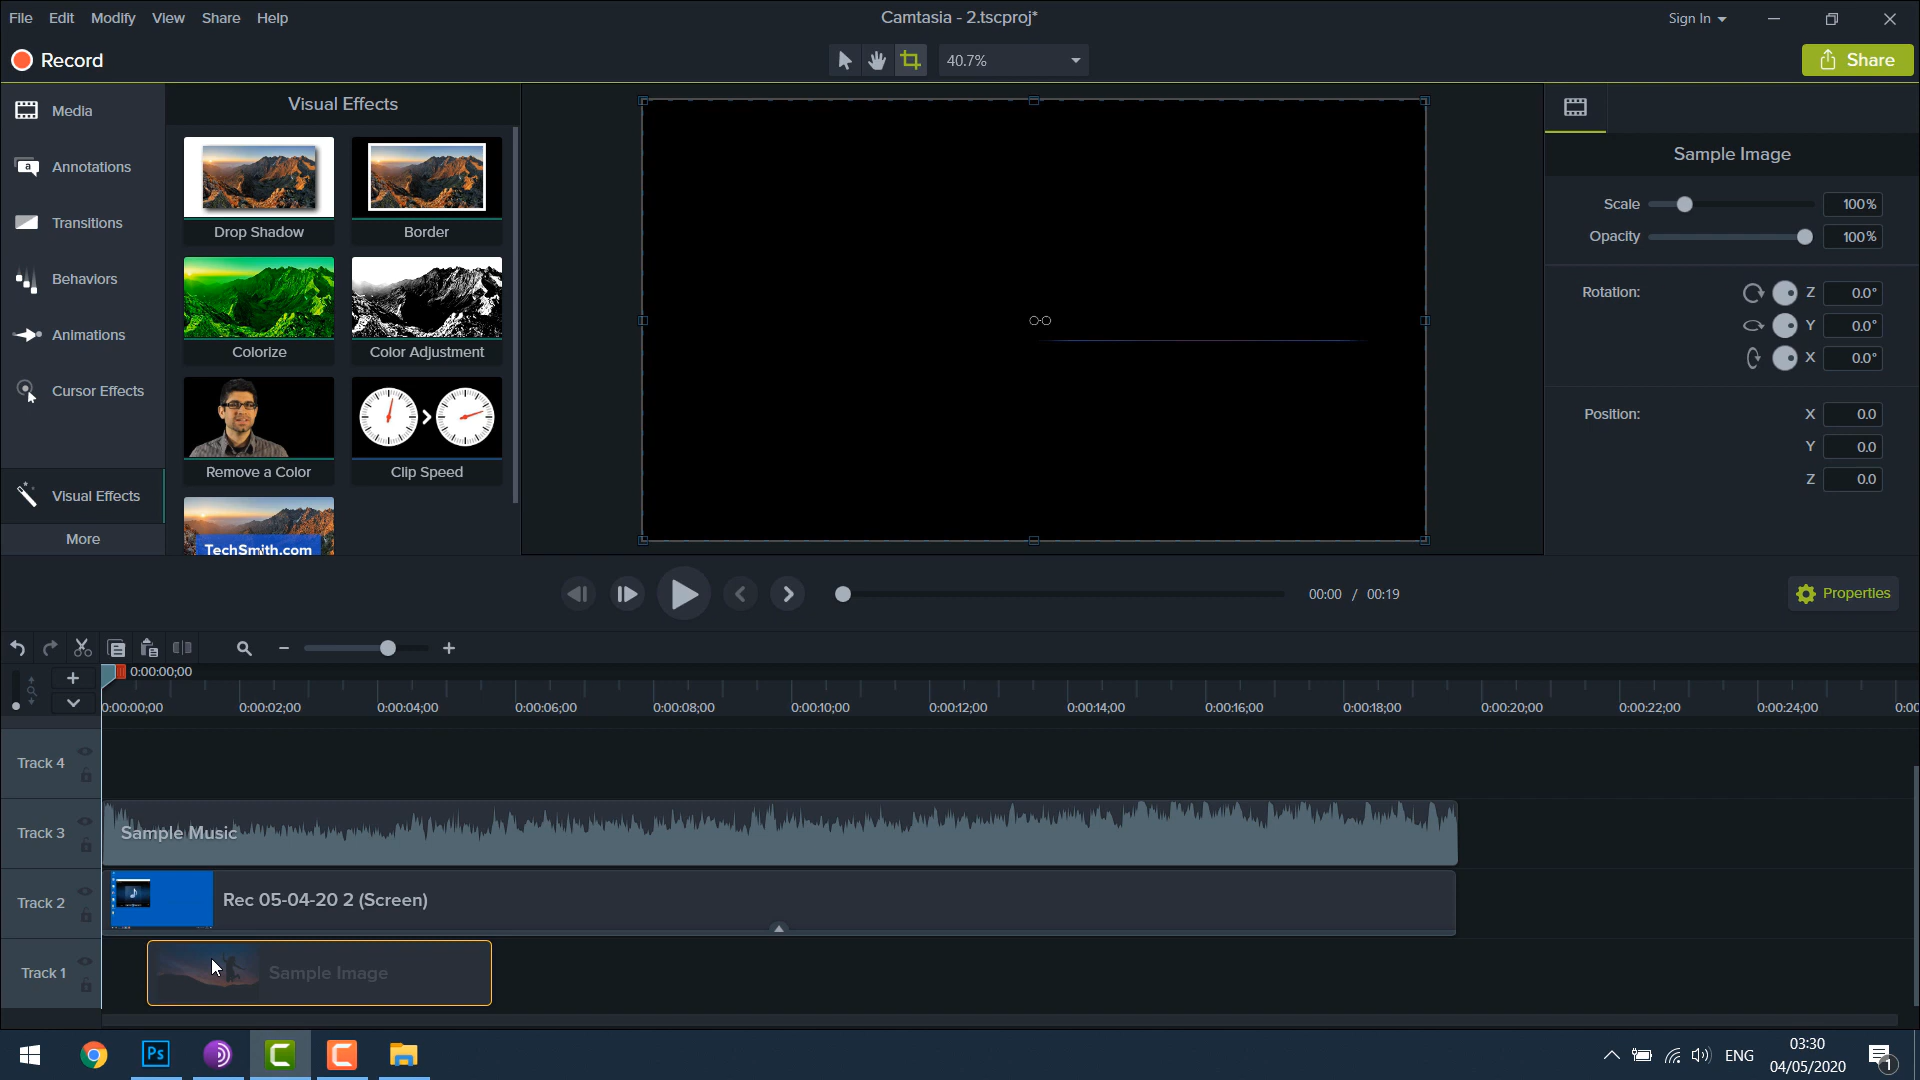 File Edit Modify View Share Help
Camtasia - 2.tscproj*
Sign In
Record
40.7%
Share
Media
Annotations
Transitions
Behaviors
Animations
Cursor Effects
Visual Effects
More
Visual Effects
Drop Shadow
Border
Colorize
Color Adjustment
Remove a Color
Clip Speed
TechSmith.com
Sample Image
Scale 100%
Opacity 100%
Rotation: Z 0.0°
Y 0.0°
X 0.0°
Position: X 0.0
Y 0.0
Z 0.0
00:00 / 00:19
Properties
0:00:00;00
0:00:00;00 0:00:02;00 0:00:04;00 0:00:06;00 0:00:08;00 0:00:10;00 0:00:12;00 0:00:14;00 0:00:16;00 0:00:18;00 0:00:20;00 0:00:22;00 0:00:24;00 0:00
Track 4
Track 3
Sample Music
Track 2
Rec 05-04-20 2 (Screen)
Track 1
Sample Image
Ps
ENG
03:30
04/05/2020
1